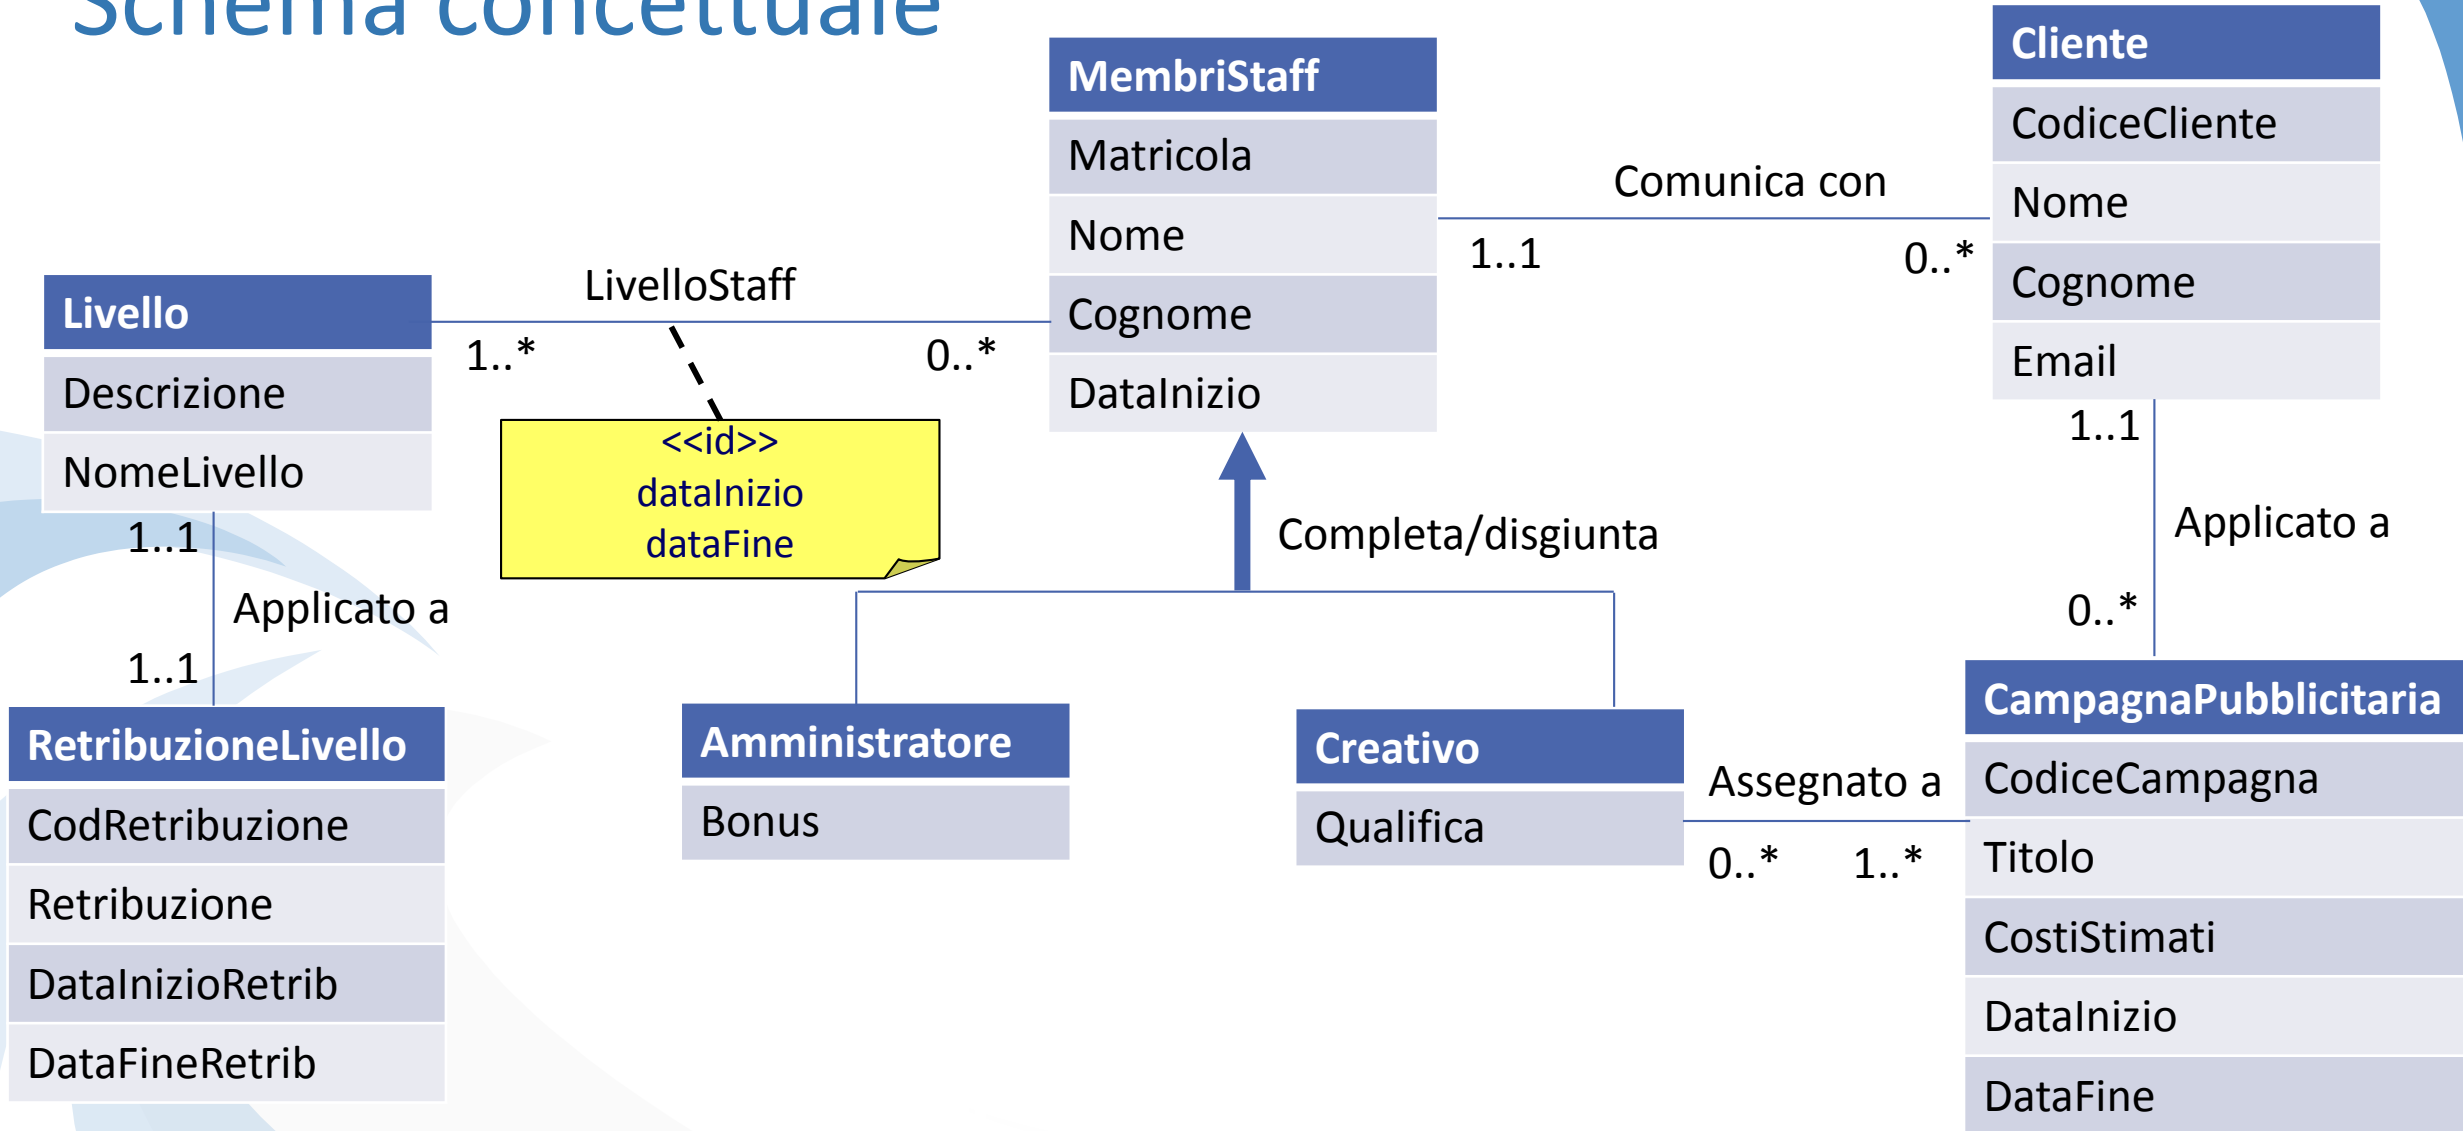 Schema concettuale
MembriStaff
Matricola
Nome
Cognome
DataInizio
Cliente
CodiceCliente
Nome
Cognome
Email
Comunica con
1..1
0..*
Livello
Descrizione
NomeLivello
LivelloStaff
1..*
0..*
<<id>>
dataInizio
dataFine
1..1
Applicato a
1..1
Completa/disgiunta
1..1
Applicato a
0..*
RetribuzioneLivello
CodRetribuzione
Retribuzione
DataInizioRetrib
DataFineRetrib
Amministratore
Bonus
Creativo
Qualifica
Assegnato a
0..*
1..*
CampagnaPubblicitaria
CodiceCampagna
Titolo
CostiStimati
DataInizio
DataFine